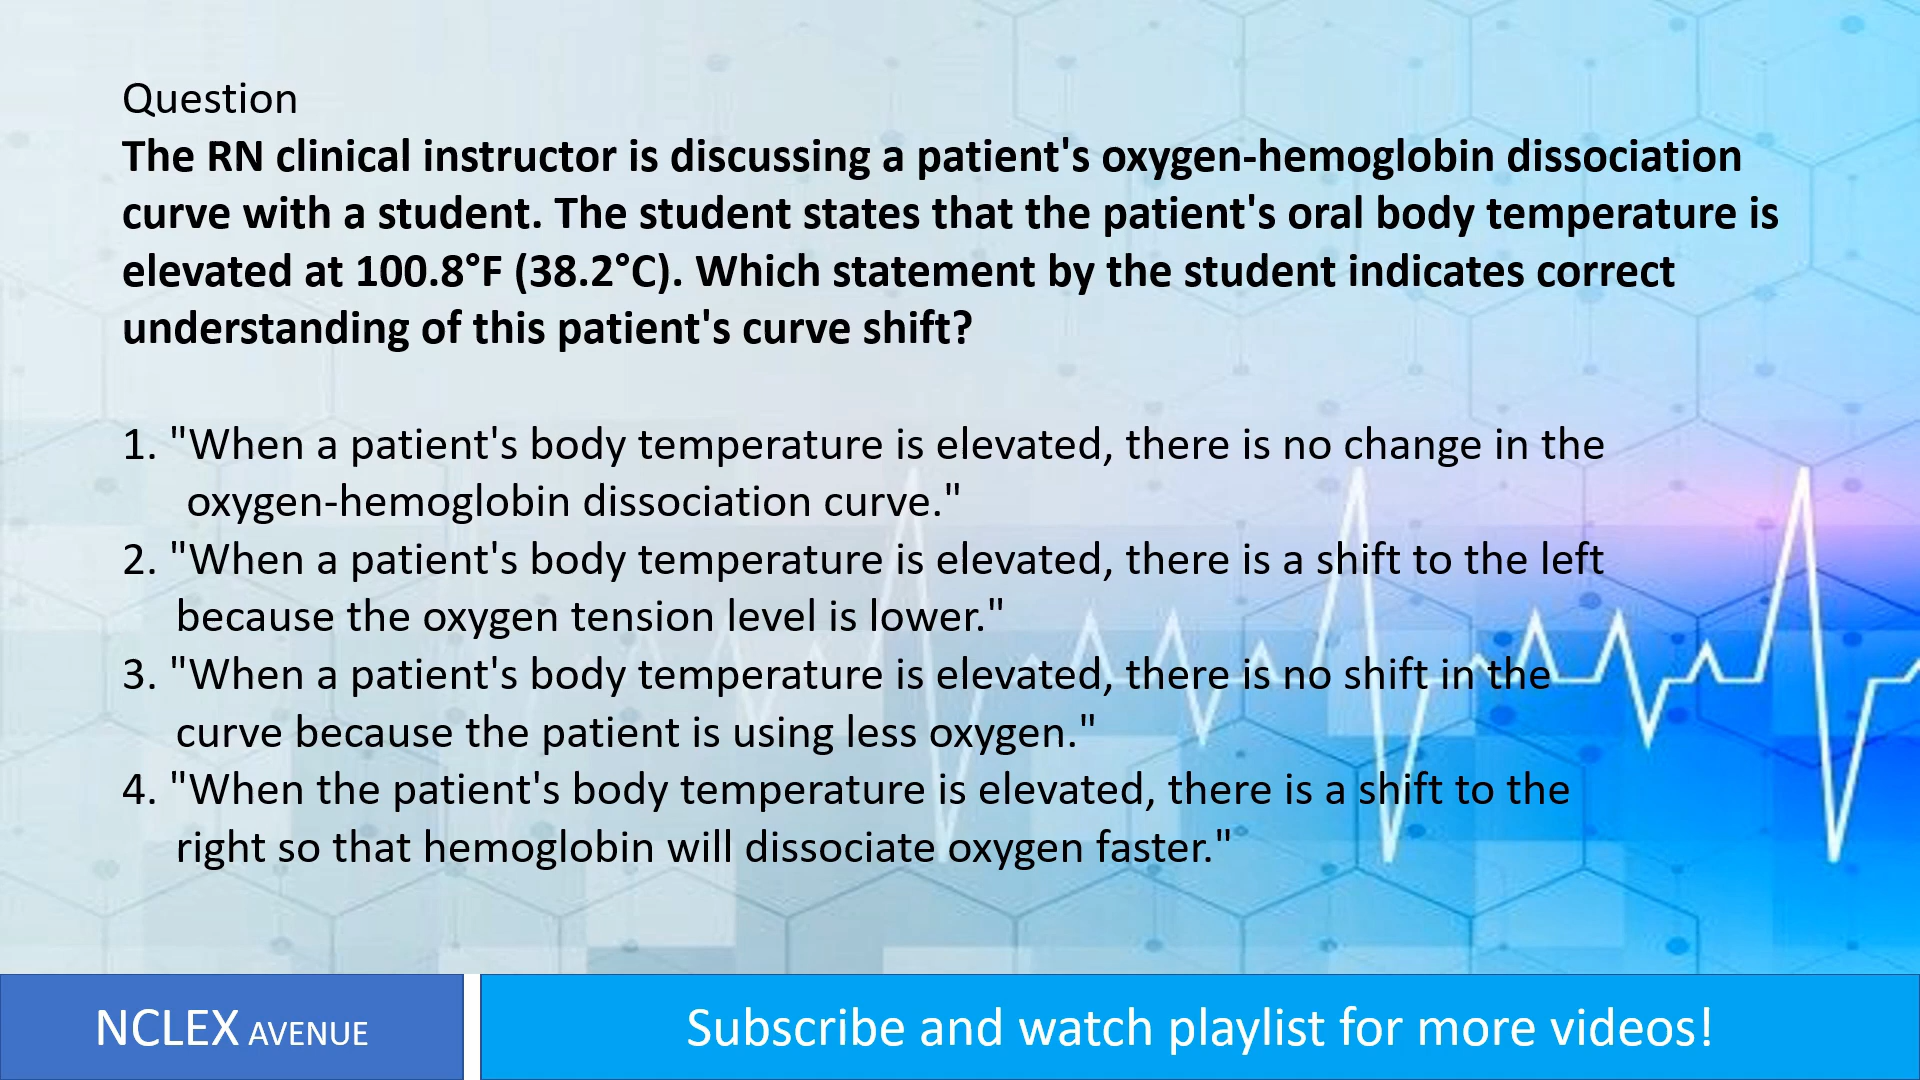 Question
The RN clinical instructor is discussing a patient's oxygen-hemoglobin dissociation
curve with a student. The student states that the patient's oral body temperature is
elevated at 100.8°F (38.2°C). Which statement by the student indicates correct
understanding of this patient's curve shift?
1. "When a patient's body temperature is elevated, there is no change in the
oxygen-hemoglobin dissociation curve."
2. "When a patient's body temperature is elevated, there is a shift to the left
because the oxygen tension level is lower."
3. "When a patient's body temperature is elevated, there is no shift in the
curve because the patient is using less oxygen."
4. "When the patient's body temperature is elevated, there is a shift to the
right so that hemoglobin will dissociate oxygen faster."
NCLEX AVENUE
Subscribe and watch playlist for more videos!